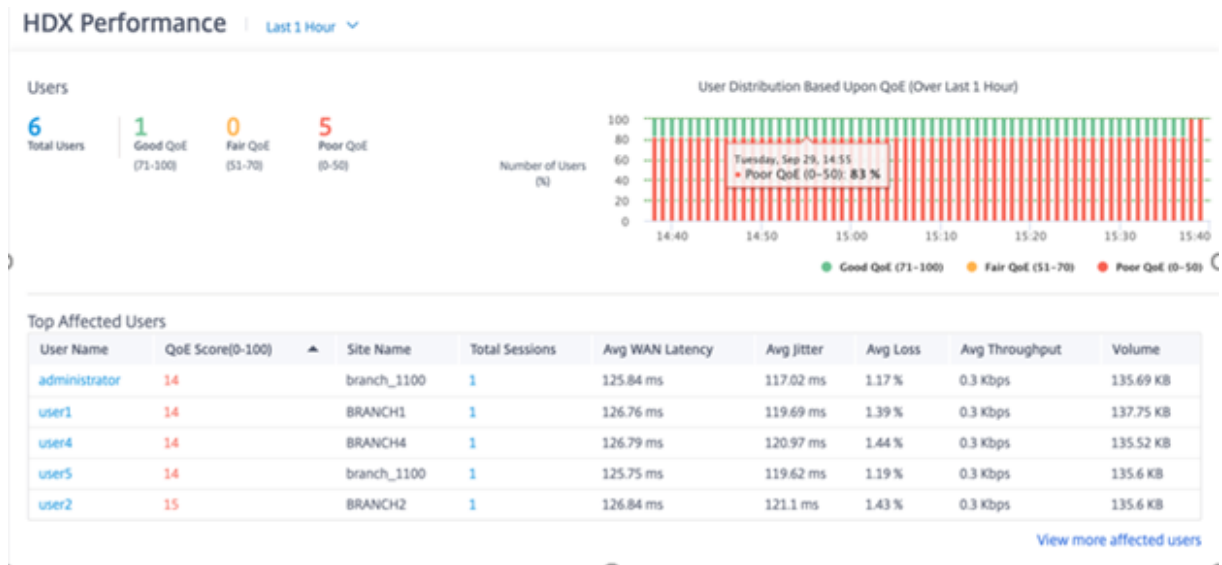 HDX Performance Last 1 Hour
Users
6 1 0 5
Total Users Good QoE Fair QoE Poor QoE
(71-100) (51-70) (0-50)
User Distribution Based Upon QoE (Over Last 1 Hour)
Number of Users
(%)
100
80
60
40
20
0
Tuesday, Sep 29, 14:55
Poor QoE (0-50): 83 %
14:40 14:50 15:00 15:10 15:20 15:30 15:40
Good QoE (71-100) Fair QoE (51-70) Poor QoE (0-50)
Top Affected Users
User Name QoE Score(0-100) Site Name Total Sessions Avg WAN Latency Avg Jitter Avg Loss Avg Throughput Volume
administrator 14 branch_1100 1 125.84 ms 117.02 ms 1.17 % 0.3 Kbps 135.69 KB
user1 14 BRANCH1 1 126.76 ms 119.69 ms 1.39 % 0.3 Kbps 137.75 KB
user4 14 BRANCH4 1 126.79 ms 120.97 ms 1.44 % 0.3 Kbps 135.52 KB
user5 14 branch_1100 1 125.75 ms 119.62 ms 1.19 % 0.3 Kbps 135.6 KB
user2 15 BRANCH2 1 126.84 ms 121.1 ms 1.43 % 0.3 Kbps 135.6 KB
View more affected users